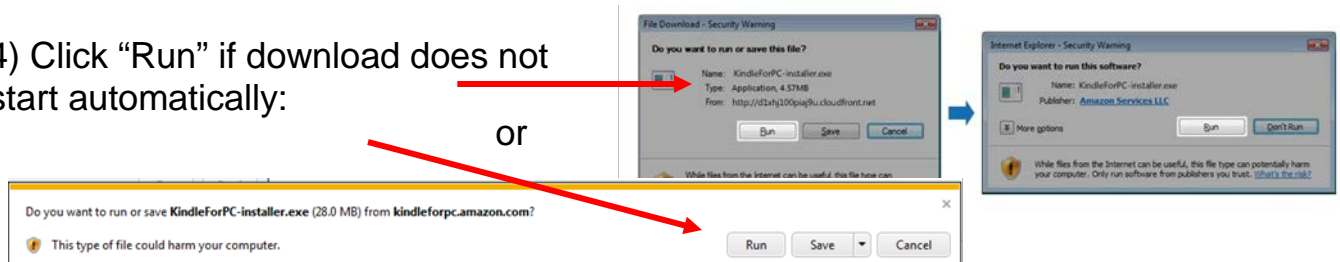 4) Click “Run” if download does not
start automatically:
or
File Download - Security Warning
Do you want to run or save this file?
Name: KindleForPC-installer.exe
Type: Application, 4.57MB
From: http://d1xhj100piaj9u.cloudfront.net
Run Save Cancel
While files from the Internet can be useful, this file type can
Internet Explorer - Security Warning
Do you want to run this software?
Name: KindleForPC-installer.exe
Publisher: Amazon Services LLC
More options
Run Don't Run
While files from the Internet can be useful, this file type can potentially harm
your computer. Only run software from publishers you trust. What's the risk?
Do you want to run or save KindleForPC-installer.exe (28.0 MB) from kindleforpc.amazon.com?
This type of file could harm your computer.
Run Save Cancel